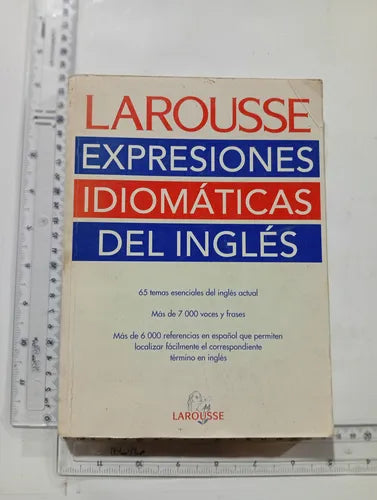 LAROUSSE
EXPRESIONES
IDIOMÁTICAS
DEL INGLÉS
65 temas esenciales del inglés actual
Más de 7 000 voces y frases
Más de 6 000 referencias en español que permiten
localizar fácilmente el correspondiente
término en inglés
LAROUSSE